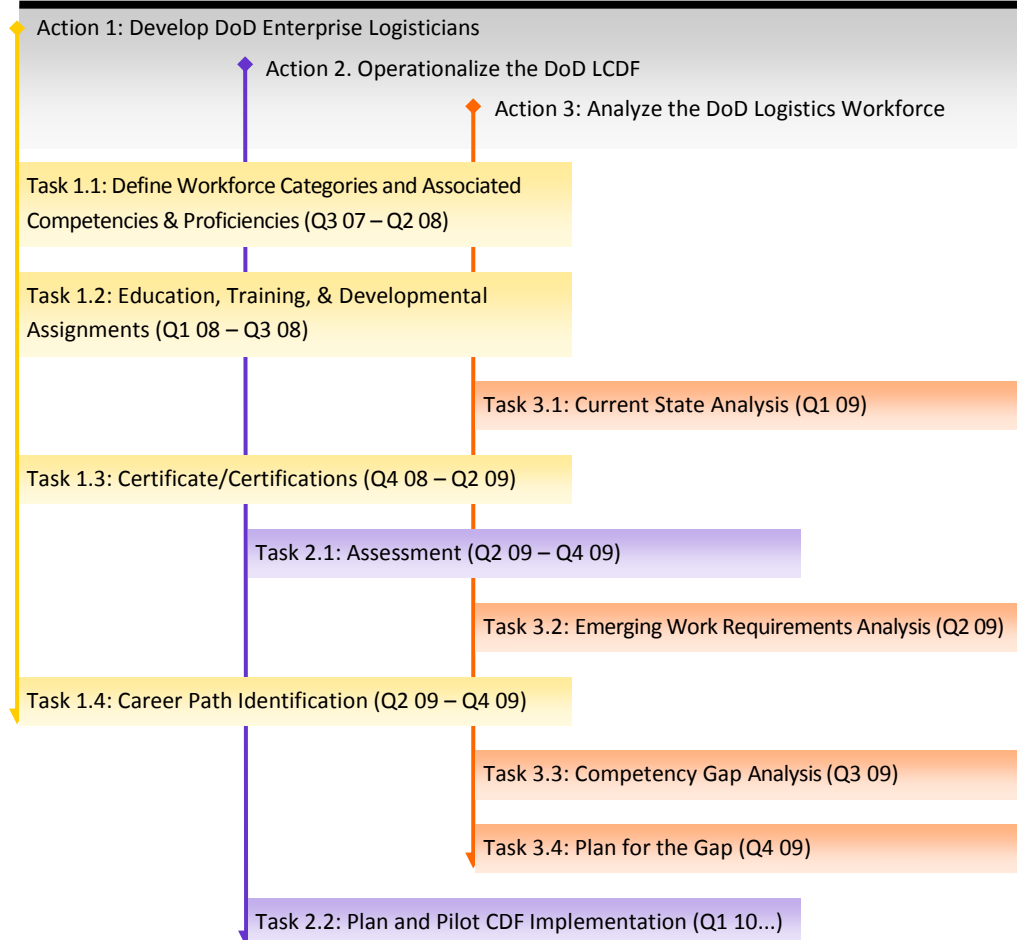 Action 1: Develop DoD Enterprise Logisticians
Action 2. Operationalize the DoD LCDF
Action 3: Analyze the DoD Logistics Workforce
Task 1.1: Define Workforce Categories and Associated
Competencies & Proficiencies (Q3 07 – Q2 08)
Task 1.2: Education, Training, & Developmental
Assignments (Q1 08 – Q3 08)
Task 3.1: Current State Analysis (Q1 09)
Task 1.3: Certificate/Certifications (Q4 08 – Q2 09)
Task 2.1: Assessment (Q2 09 – Q4 09)
Task 3.2: Emerging Work Requirements Analysis (Q2 09)
Task 1.4: Career Path Identification (Q2 09 – Q4 09)
Task 3.3: Competency Gap Analysis (Q3 09)
Task 3.4: Plan for the Gap (Q4 09)
Task 2.2: Plan and Pilot CDF Implementation (Q1 10...)